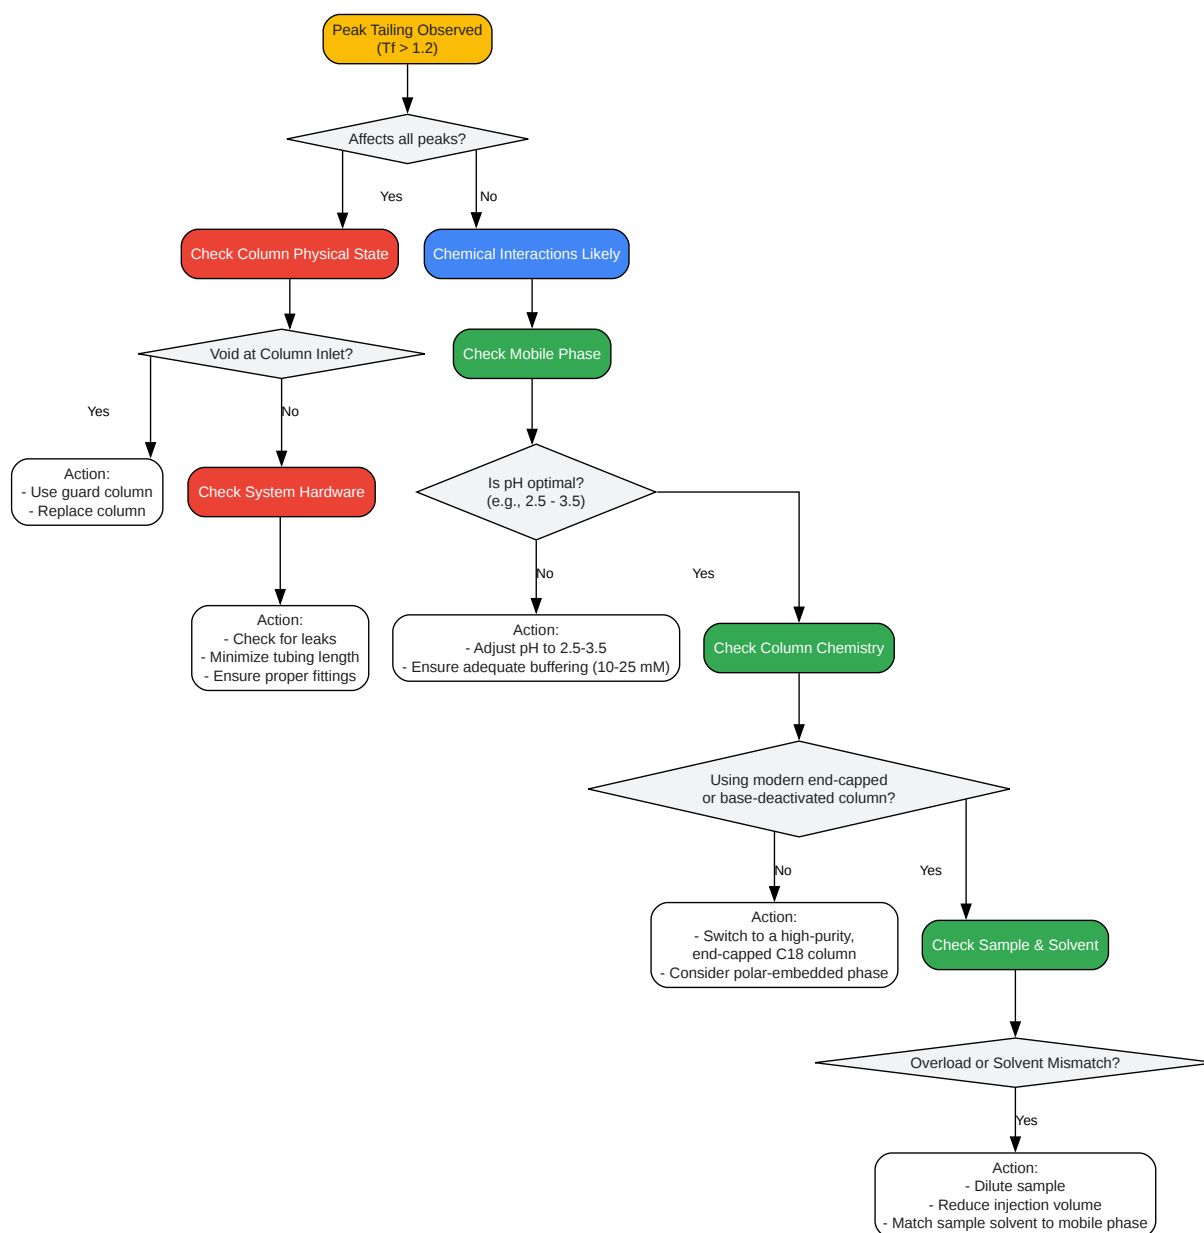 Peak Tailing Observed
(Tf > 1.2)
Affects all peaks?
Yes
No
Check Column Physical State
Chemical Interactions Likely
Void at Column Inlet?
Check Mobile Phase
Yes
No
Action:
- Use guard column
- Replace column
Check System Hardware
Is pH optimal?
(e.g., 2.5 - 3.5)
No
Yes
Action:
- Check for leaks
- Minimize tubing length
- Ensure proper fittings
Action:
- Adjust pH to 2.5-3.5
- Ensure adequate buffering (10-25 mM)
Check Column Chemistry
Using modern end-capped
or base-deactivated column?
No
Yes
Action:
- Switch to a high-purity,
end-capped C18 column
- Consider polar-embedded phase
Check Sample & Solvent
Overload or Solvent Mismatch?
Yes
Action:
- Dilute sample
- Reduce injection volume
- Match sample solvent to mobile phase